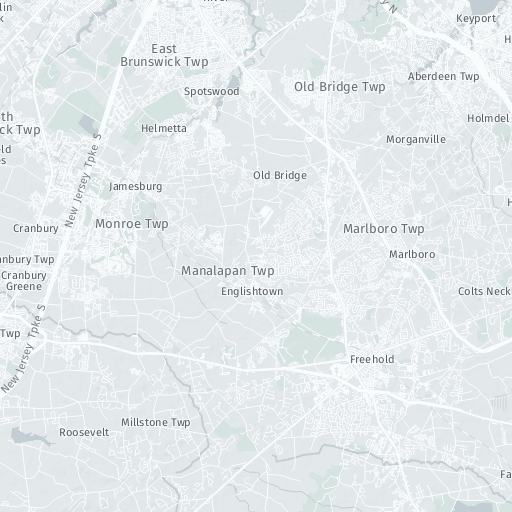 River
East
Brunswick Twp
Keyport
Aberdeen Twp
Old Bridge Twp
Spotswood
Holmdel
Helmetta
Morganville
Old Bridge
Jamesburg
New Jersey Tpke S
Cranbury
Monroe Twp
Marlboro Twp
Marlboro
Cranbury
Greene
Manalapan Twp
Englishtown
Colts Neck
New Jersey Tpke S
Twp
Freehold
Millstone Twp
Roosevelt